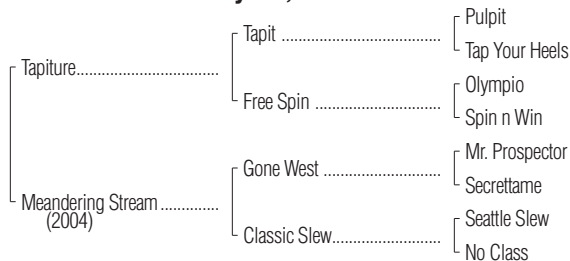 Pulpit
Tapit ........................................
Tap Your Heels
Tapiture....................................
Olympio
Free Spin ................................
Spin n Win
Mr. Prospector
Gone West .............................
Secrettame
Meandering Stream ..............
(2004)
Seattle Slew
Classic Slew...........................
No Class